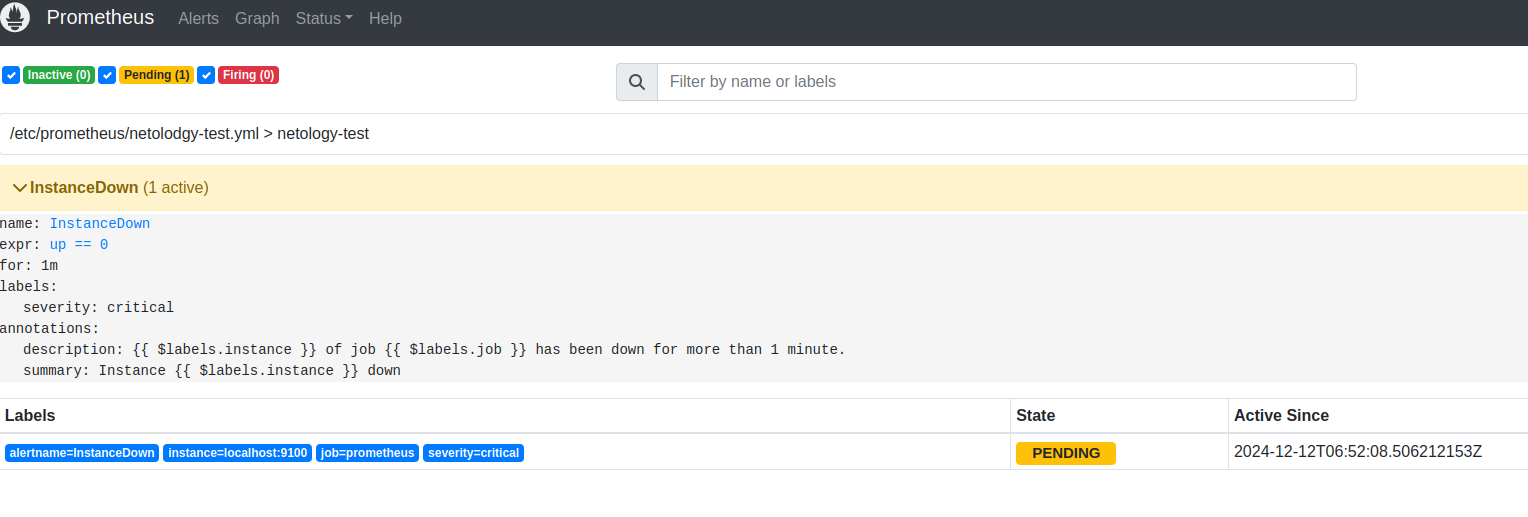 Prometheus Alerts Graph Status Help
Inactive (0) Pending (1) Firing (0) Filter by name or labels
/etc/prometheus/netolodgy-test.yml > netology-test
InstanceDown (1 active)
name: InstanceDown
expr: up == 0
for: 1m
labels:
severity: critical
annotations:
description: {{ $labels.instance }} of job {{ $labels.job }} has been down for more than 1 minute.
summary: Instance {{ $labels.instance }} down
Labels State Active Since
alertname=InstanceDown instance=localhost:9100 job=prometheus severity=critical PENDING 2024-12-12T06:52:08.506212153Z